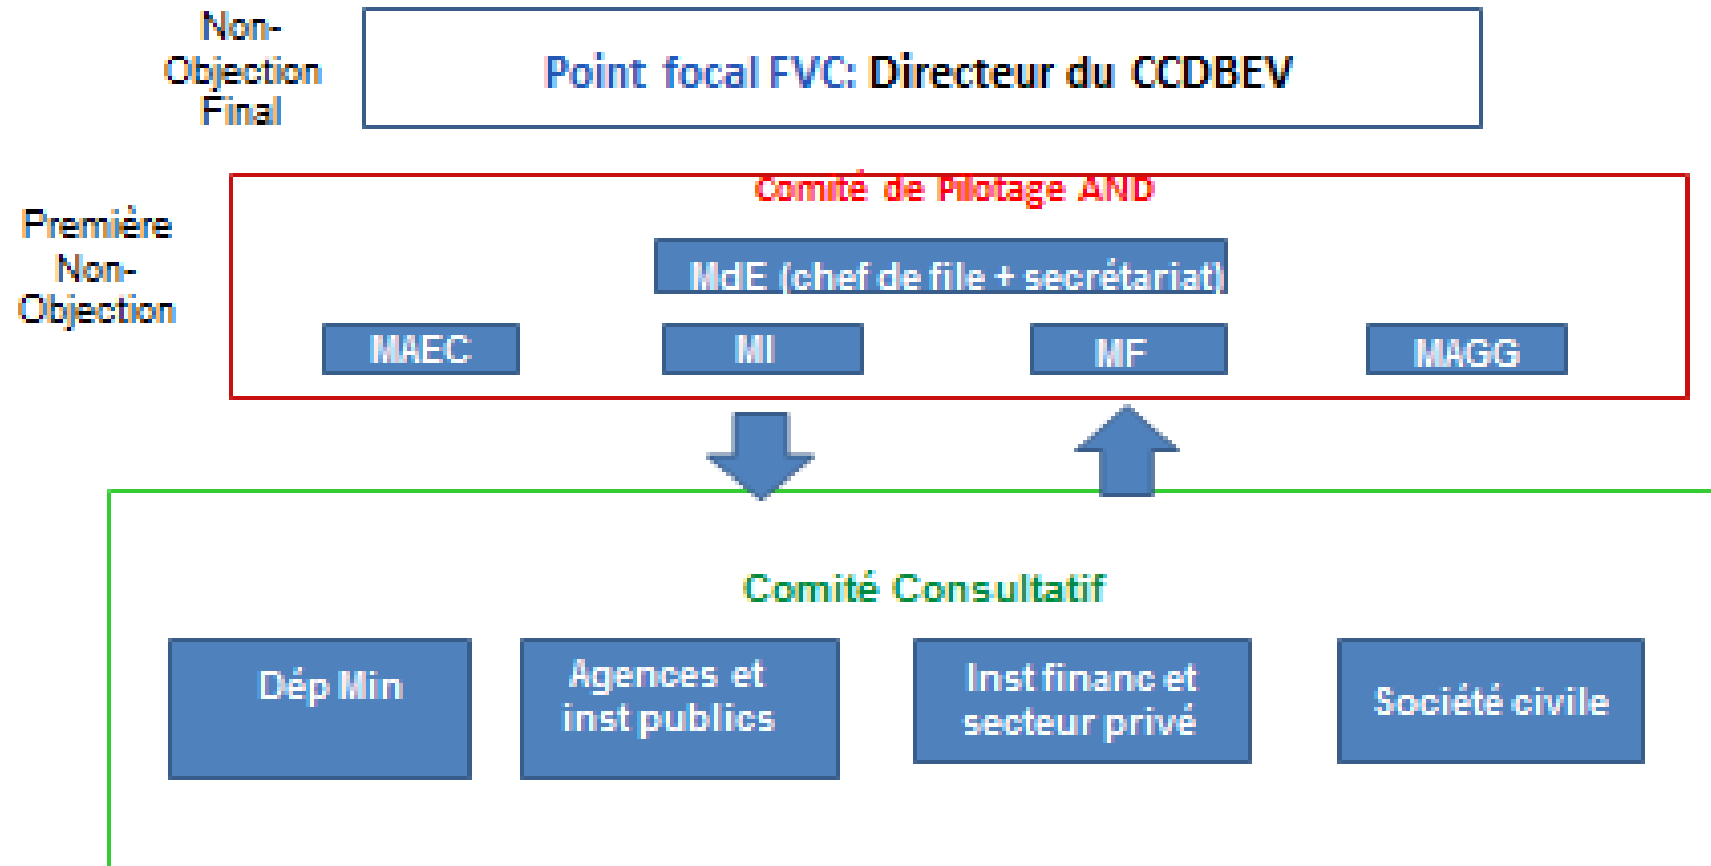 Non-
Objection
Final
Point focal FVC: Directeur du CCDBEV
Comité de Pilotage AND
Première
Non-
Objection
MdE (chef de file + secrétariat)
MAEC
MI
MF
MAGG
Comité Consultatif
Dép Min
Agences et
inst publics
Inst financ et
secteur privé
Société civile